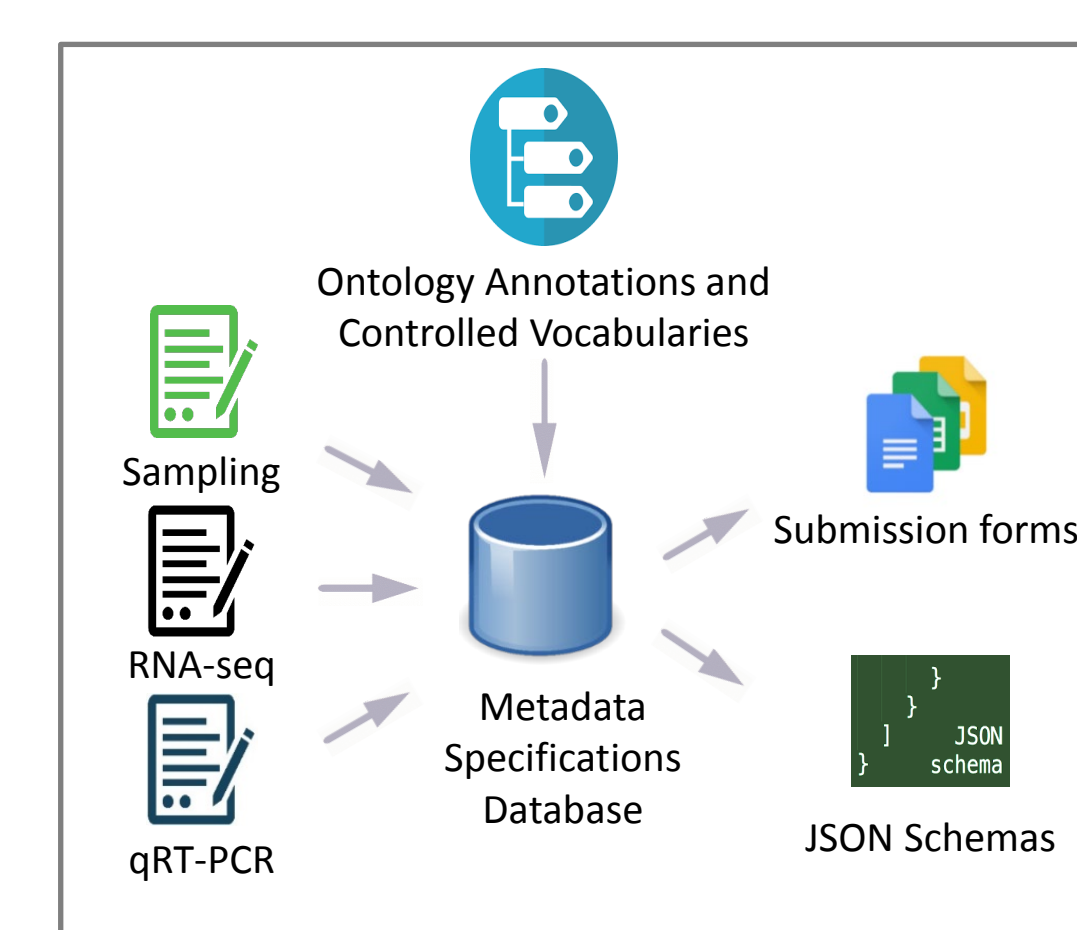 Ontology Annotations and
Controlled Vocabularies
Sampling
RNA-seq
qRT-PCR
Metadata
Specifications
Database
Submission forms
}
}
] JSON
} schema
JSON Schemas